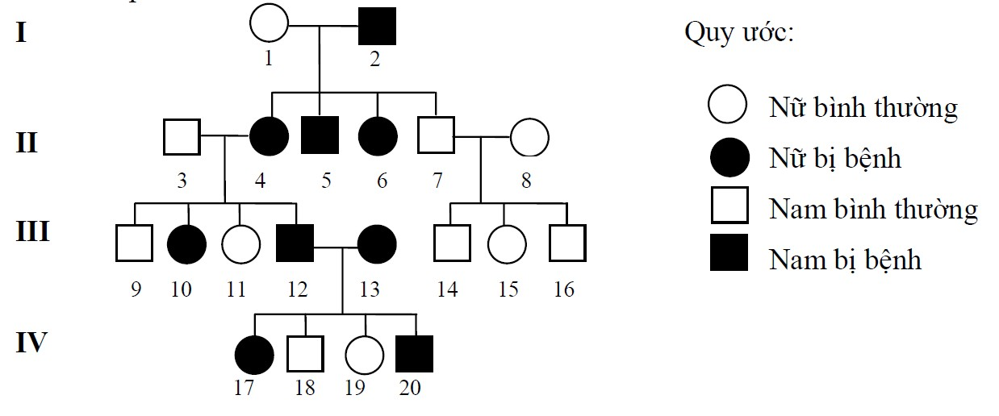 I
1 2
II
3 4 5 6 7 8
III
9 10 11 12 13 14 15 16
IV
17 18 19 20
Quy ước:
Nữ bình thường
Nữ bị bệnh
Nam bình thường
Nam bị bệnh